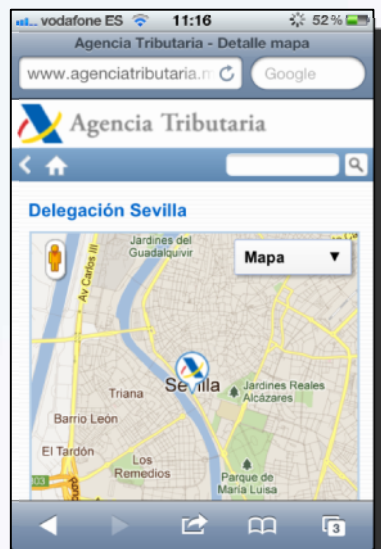 vodafone ES 11:16 52%
Agencia Tributaria - Detalle mapa
www.agenciatributaria.m Google
Agencia Tributaria
Delegación Sevilla
Jardines del
Guadalquivir
Mapa
Av Carlos III
Sevilla
Triana
Jardines Reales
Alcázares
Barrio León
El Tardón
Los
Remedios
Parque de
María Luisa
3